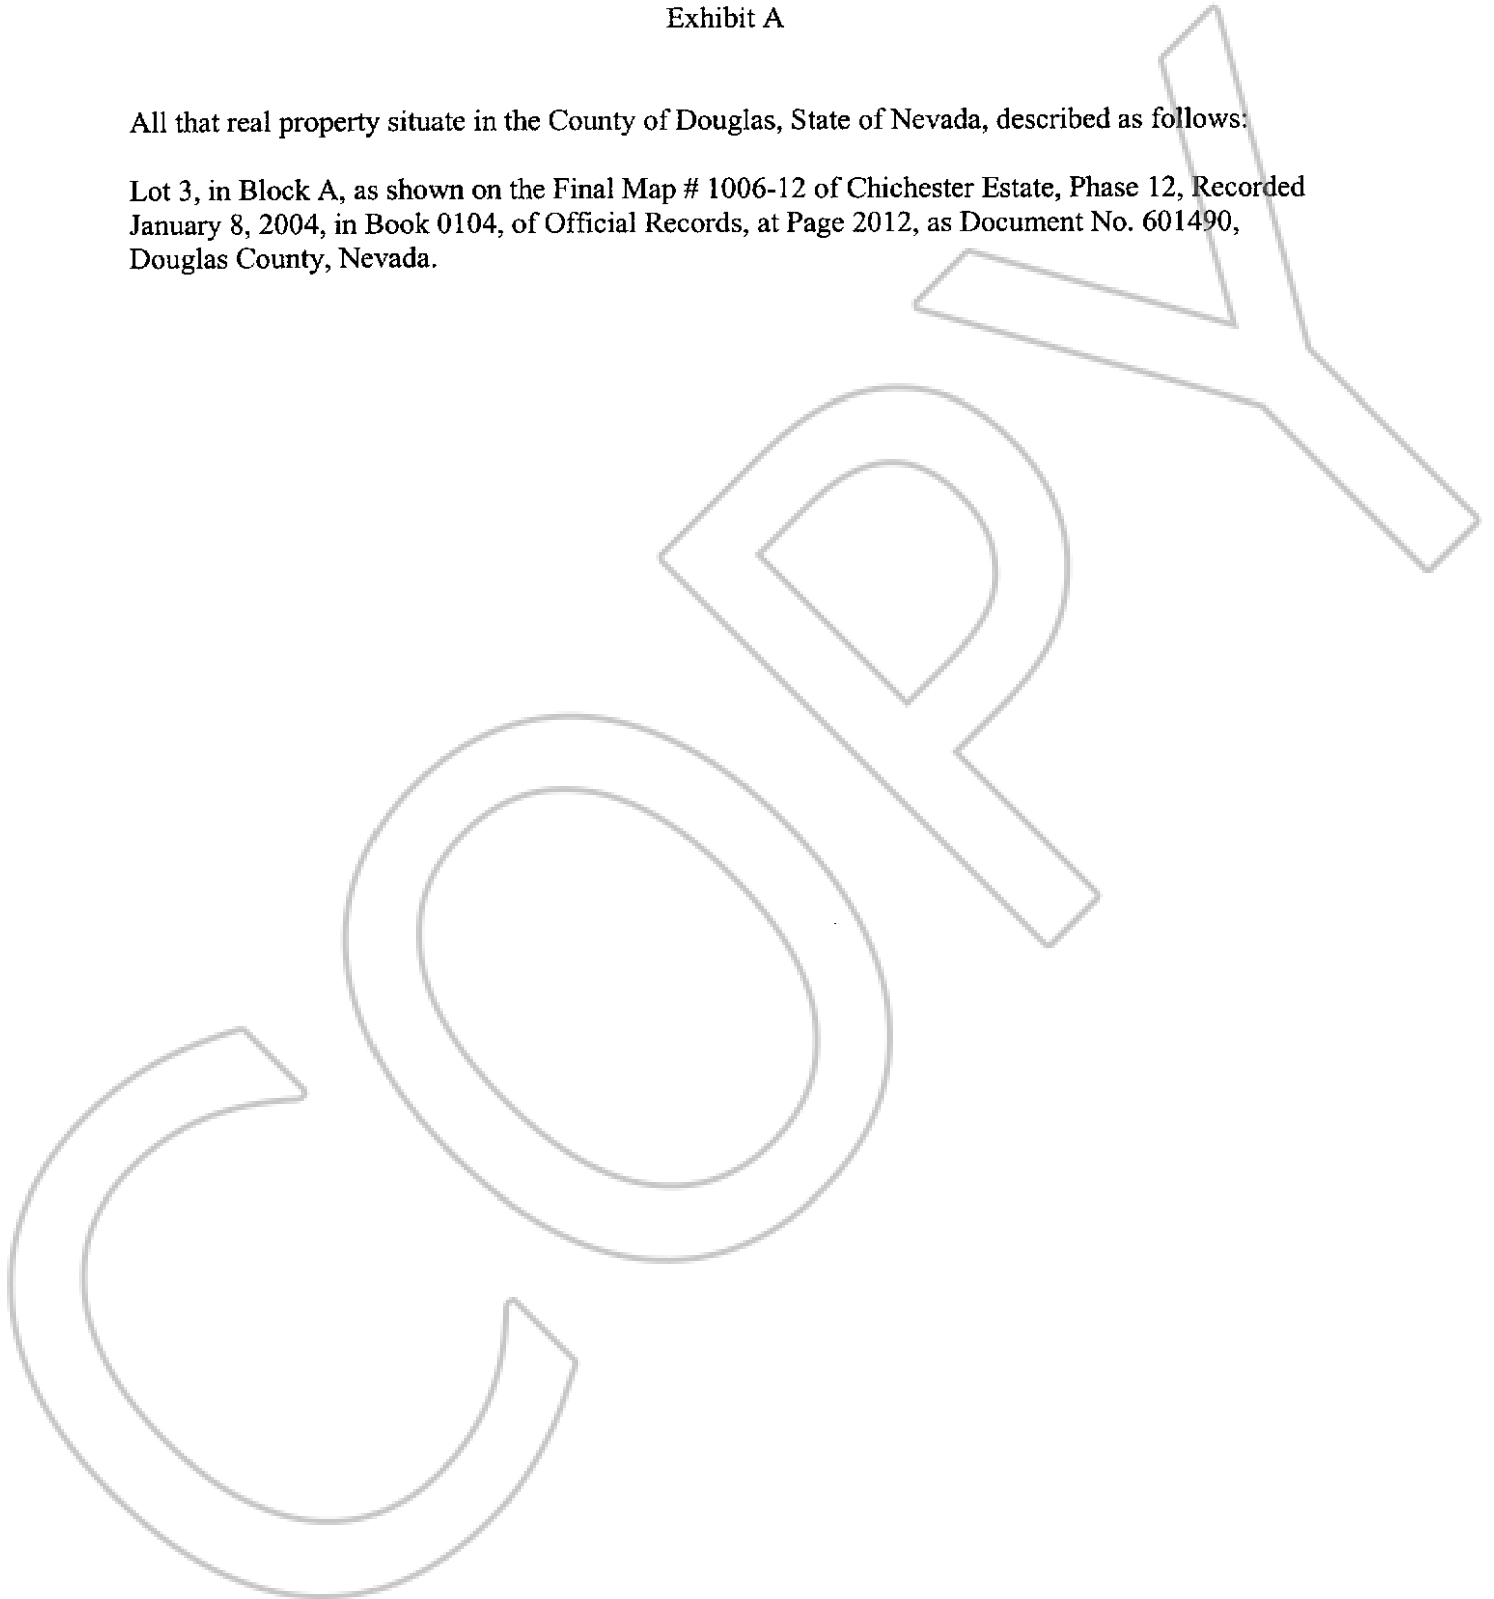 Exhibit A
All that real property situate in the County of Douglas, State of Nevada, described as follows:
Lot 3, in Block A, as shown on the Final Map # 1006-12 of Chichester Estate, Phase 12, Recorded
January 8, 2004, in Book 0104, of Official Records, at Page 2012, as Document No. 601490,
Douglas County, Nevada.
COPY